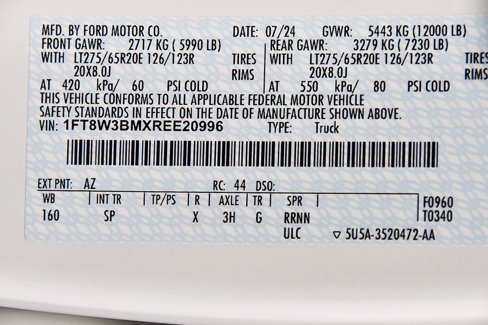 MFD. BY FORD MOTOR CO. DATE: 07/24 GVWR: 5443 KG (12000 LB)
FRONT GAWR: 2717 KG ( 5990 LB) REAR GAWR: 3279 KG ( 7230 LB)
WITH LT275/65R20E 126/123R TIRES WITH LT275/65R20E 126/123R TIRES
20X8.0J RIMS 20X8.0J RIMS
AT 420 kPa/ 60 PSI COLD AT 550 kPa/ 80 PSI COLD
THIS VEHICLE CONFORMS TO ALL APPLICABLE FEDERAL MOTOR VEHICLE
SAFETY STANDARDS IN EFFECT ON THE DATE OF MANUFACTURE SHOWN ABOVE.
VIN: 1FT8W3BMXREE20996 TYPE: Truck
EXT PNT: AZ RC: 44 DSO:
WB | INT TR | TP/PS | R | AXLE | TR | SPR F0960
160 SP X 3H G RRNN T0340
ULC ▽ 5U5A-3520472-AA